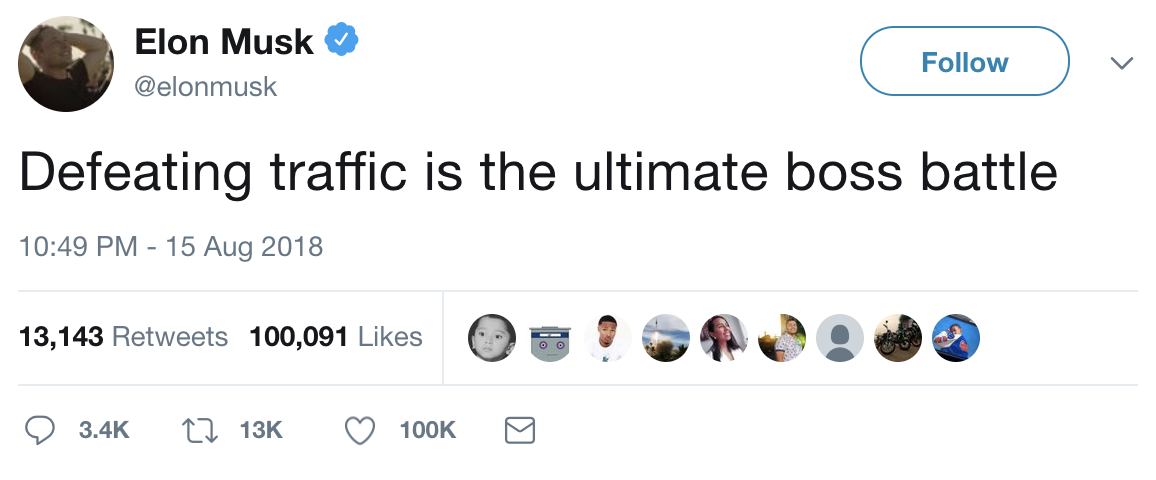 Elon Musk
@elonmusk
Follow
Defeating traffic is the ultimate boss battle
10:49 PM - 15 Aug 2018
13,143 Retweets 100,091 Likes
3.4K 13K 100K